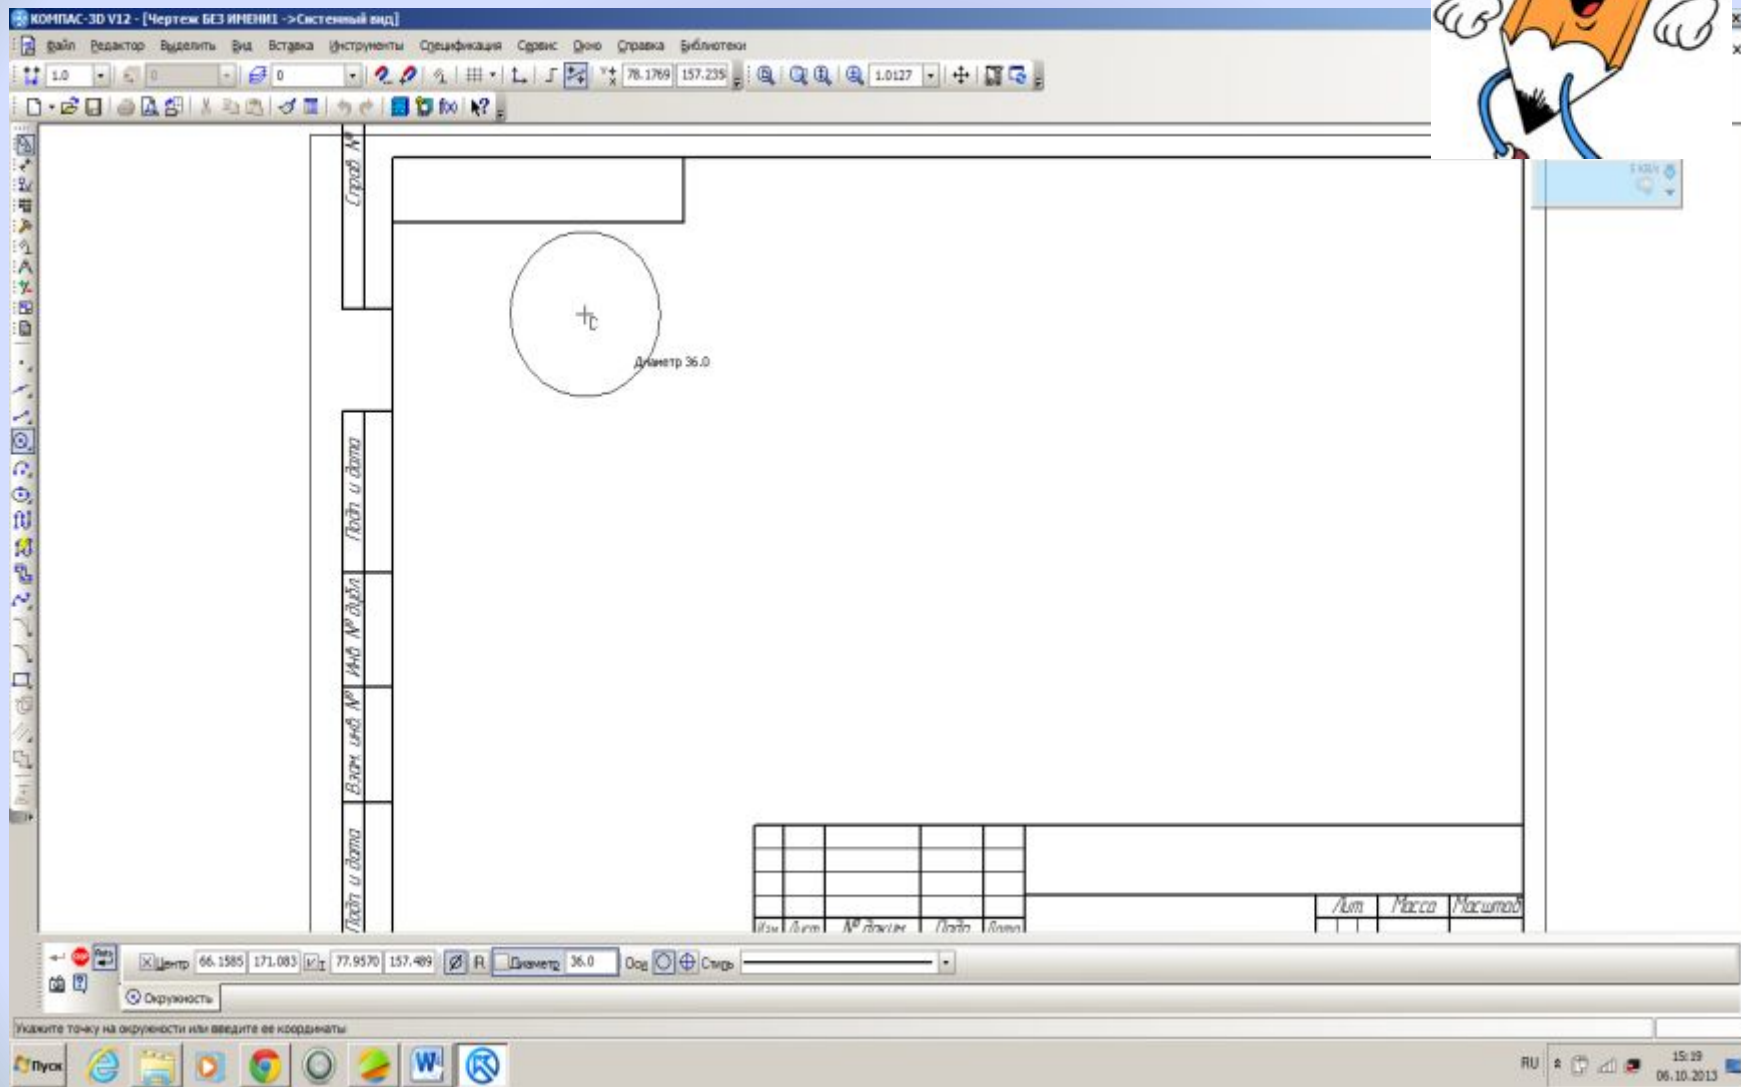 КОМПАС-3D V12 - [Чертеж БЕЗ ИМЕНИ1 ->Системный вид]
Файл Редактор Выделить Вид Вставка Инструменты Спецификация Сервис Окно Справка Библиотеки
1.0 0 0 78.1769 157.235 1.0127
f(x)
Справ. №
Диаметр 36.0
Подп. и дата
Инв. № дубл.
Взам. инв. №
Подп. и дата
Лит. Масса Масштаб
Изм. Лист № докум. Подп. Дата
Центр 66.1585 171.083 т 77.9570 157.489 R Диаметр 36.0 Оси Стиль
Окружность
Укажите точку на окружности или введите ее координаты
Пуск
RU 15:19
06.10.2013